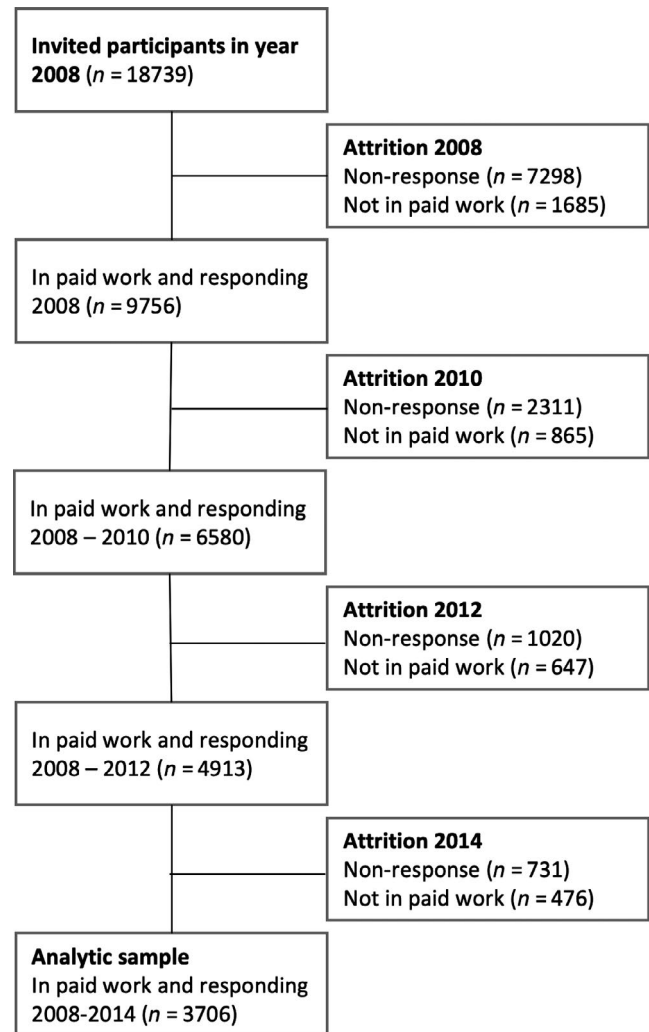 Invited participants in year
2008 (n = 18739)
Attrition 2008
Non-response (n = 7298)
Not in paid work (n = 1685)
In paid work and responding
2008 (n = 9756)
Attrition 2010
Non-response (n = 2311)
Not in paid work (n = 865)
In paid work and responding
2008 – 2010 (n = 6580)
Attrition 2012
Non-response (n = 1020)
Not in paid work (n = 647)
In paid work and responding
2008 – 2012 (n = 4913)
Attrition 2014
Non-response (n = 731)
Not in paid work (n = 476)
Analytic sample
In paid work and responding
2008-2014 (n = 3706)